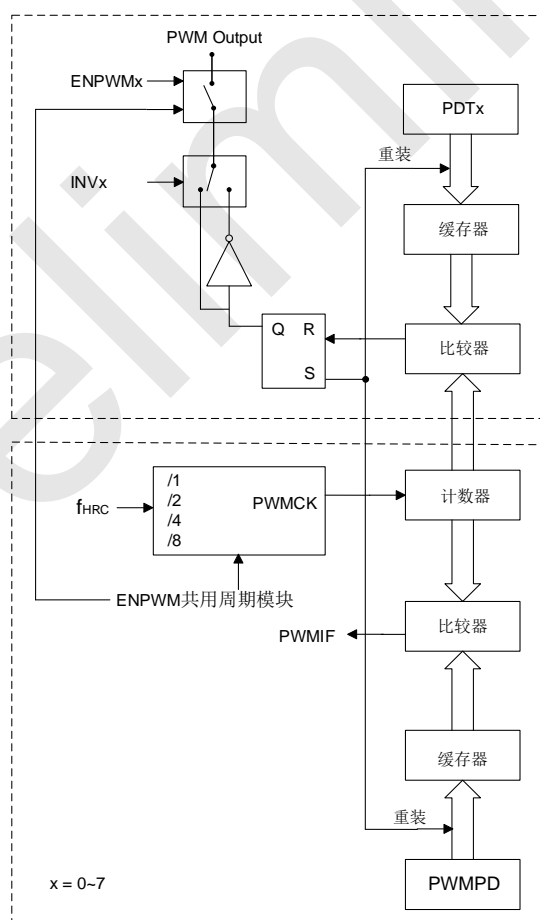 PWM Output
ENPWMx
PDTx
重装
INVx
缓存器
Q R
S
比较器
/1
/2
/4
/8
fHRC
PWMCK
计数器
ENPWM共用周期模块
比较器
PWMIF
缓存器
重装
x = 0~7
PWMPD